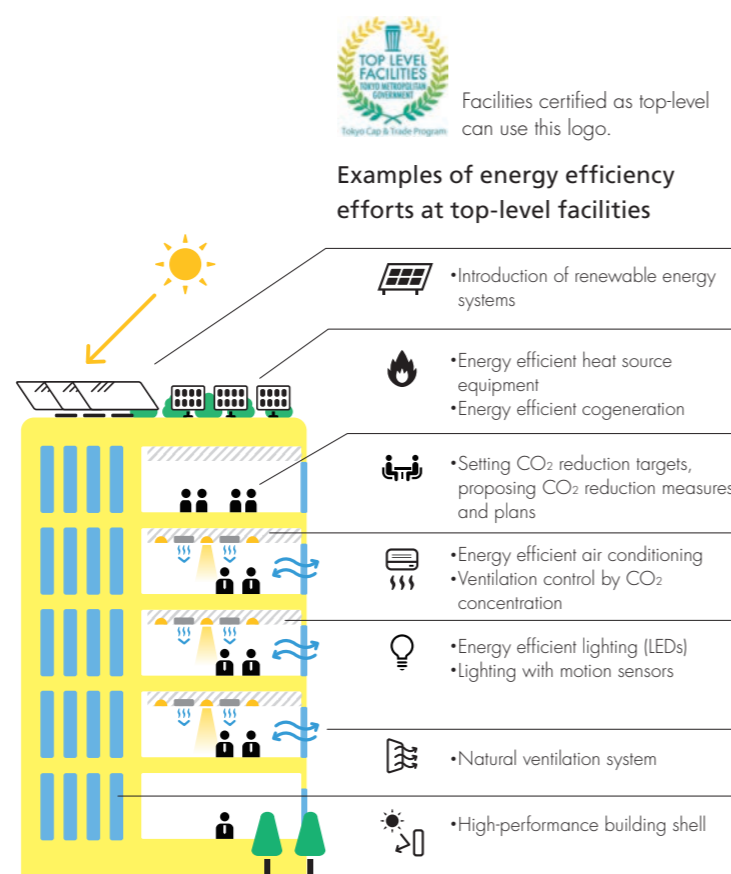 TOP LEVEL
FACILITIES
TOKYO METROPOLITAN
GOVERNMENT
Tokyo Cap & Trade Program
Facilities certified as top-level
can use this logo.
Examples of energy efficiency
efforts at top-level facilities
•Introduction of renewable energy
systems
•Energy efficient heat source
equipment
•Energy efficient cogeneration
•Setting CO₂ reduction targets,
proposing CO₂ reduction measures
and plans
•Energy efficient air conditioning
•Ventilation control by CO₂
concentration
•Energy efficient lighting (LEDs)
•Lighting with motion sensors
•Natural ventilation system
•High-performance building shell